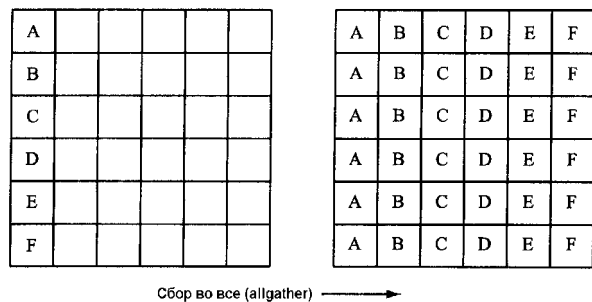 A A B C D E F
B A B C D E F
C A B C D E F
D A B C D E F
E A B C D E F
F A B C D E F
Сбор во все (allgather)